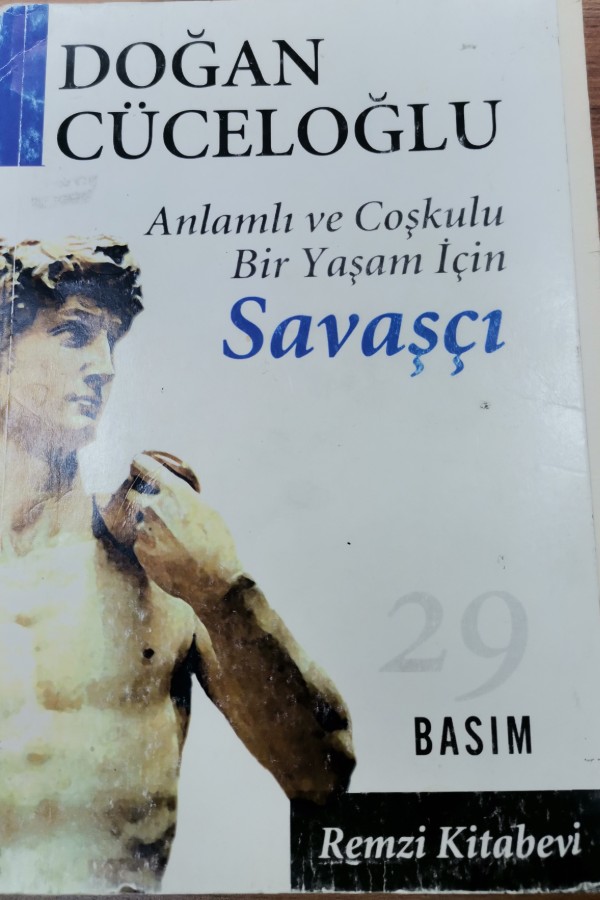 DOĞAN
CÜCELOĞLU
Anlamlı ve Coşkulu
Bir Yaşam İçin
Savaşçı
29
BASIM
Remzi Kitabevi